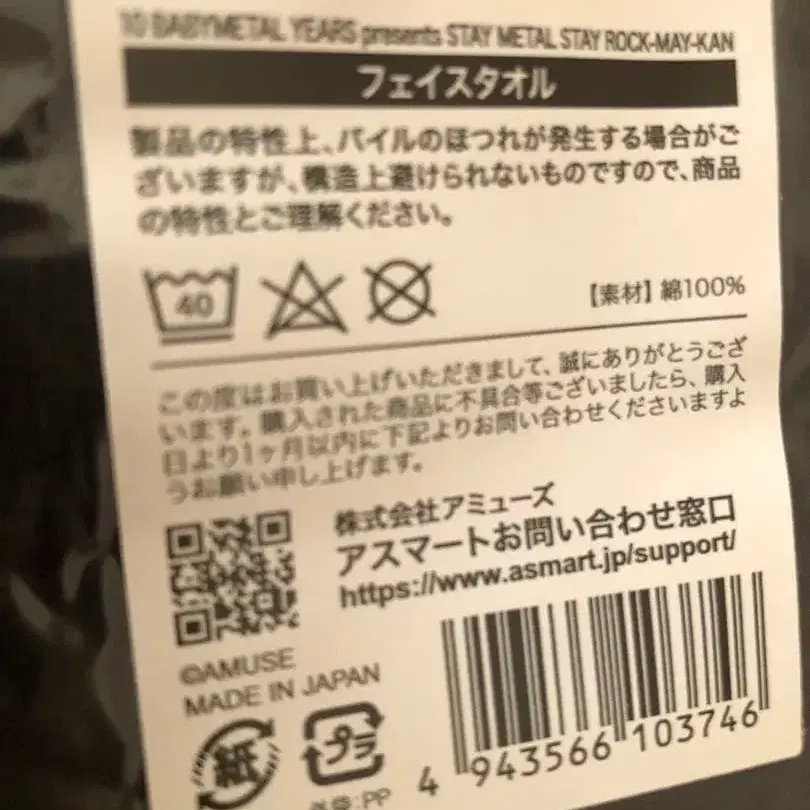 10 BABYMETAL YEARS presents STAY METAL STAY ROCK-MAY-KAN
フェイスタオル
製品の特性上、パイルのほつれが発生する場合がご
ざいますが、構造上避けられないものですので、商品
の特性とご理解ください。
40
【素材】綿100%
この度はお買い上げいただきまして、誠にありがとうござ
います。購入された商品に不具合等ございましたら、購入
日より1ヶ月以内に下記よりお問い合わせくださいますよ
うお願い申し上げます。
株式会社アミューズ
アスマートお問い合わせ窓口
https://www.asmart.jp/support/
©AMUSE
MADE IN JAPAN
紙
プラ
外袋:PP
4 943566 103746